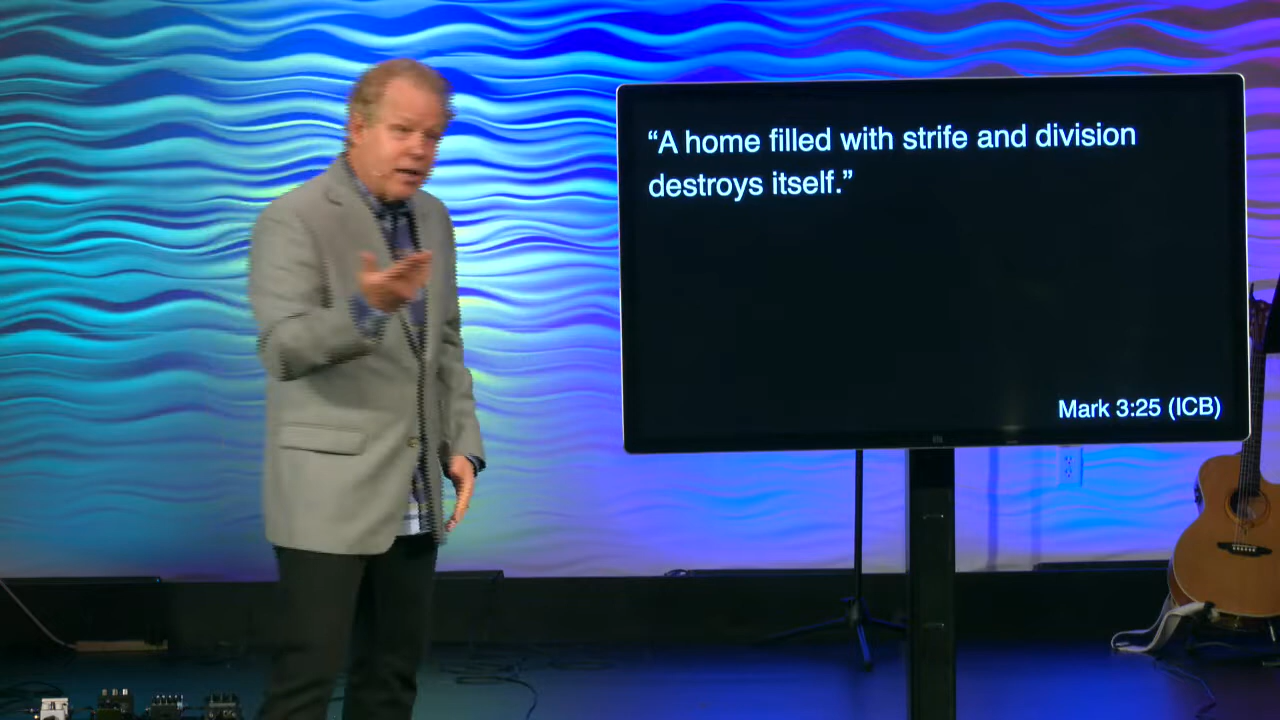 “A home filled with strife and division
destroys itself.”
Mark 3:25 (ICB)